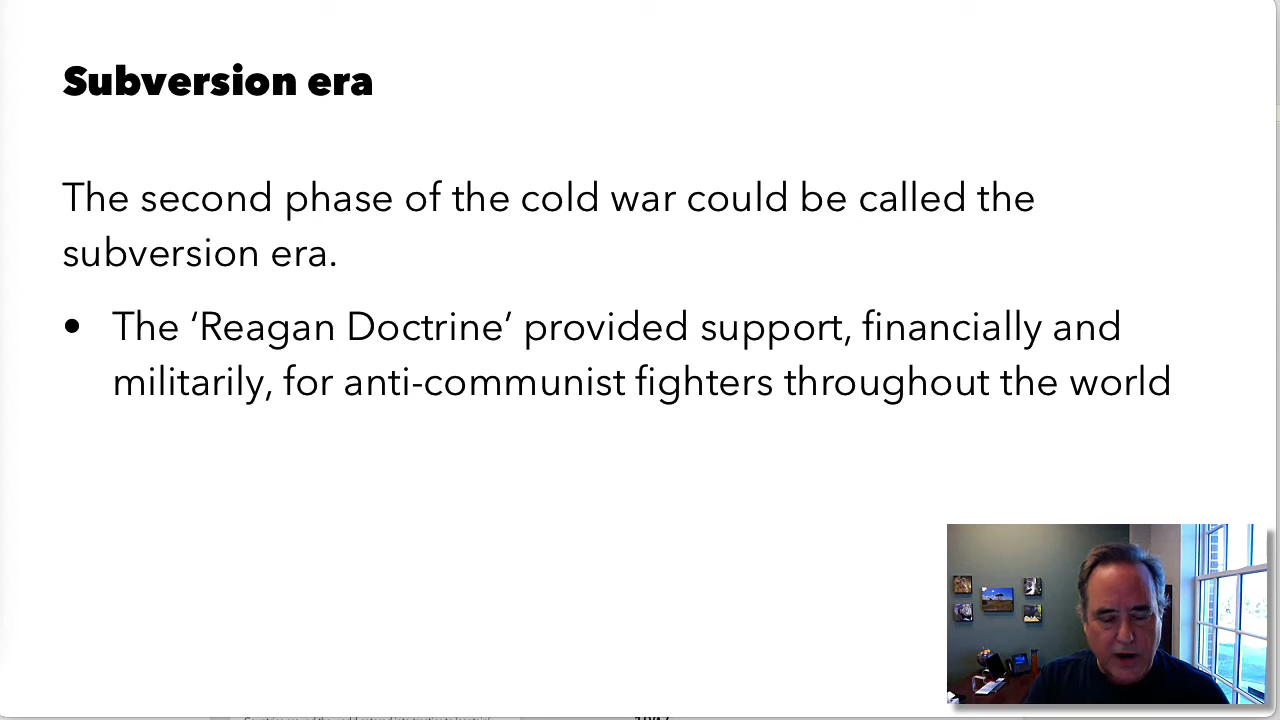 Subversion era
The second phase of the cold war could be called the
subversion era.
• The ‘Reagan Doctrine’ provided support, financially and
militarily, for anti-communist fighters throughout the world